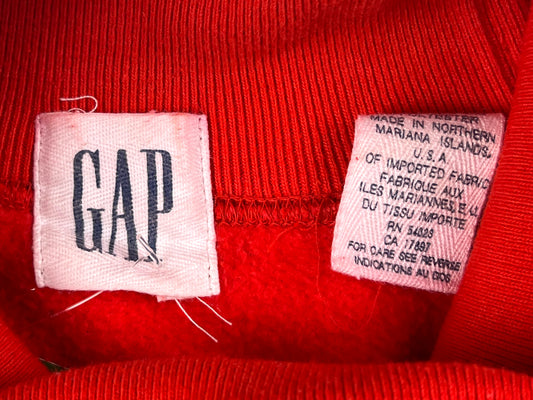 GAP
MADE IN NORTHERN
MARIANA ISLANDS,
U.S.A.
OF IMPORTED FABRIC
FABRIQUE AUX
ILES MARIANNES, E.U.
DU TISSU IMPORTE
RN 54023
CA 17897
FOR CARE SEE REVERSE
INDICATIONS AU DOS